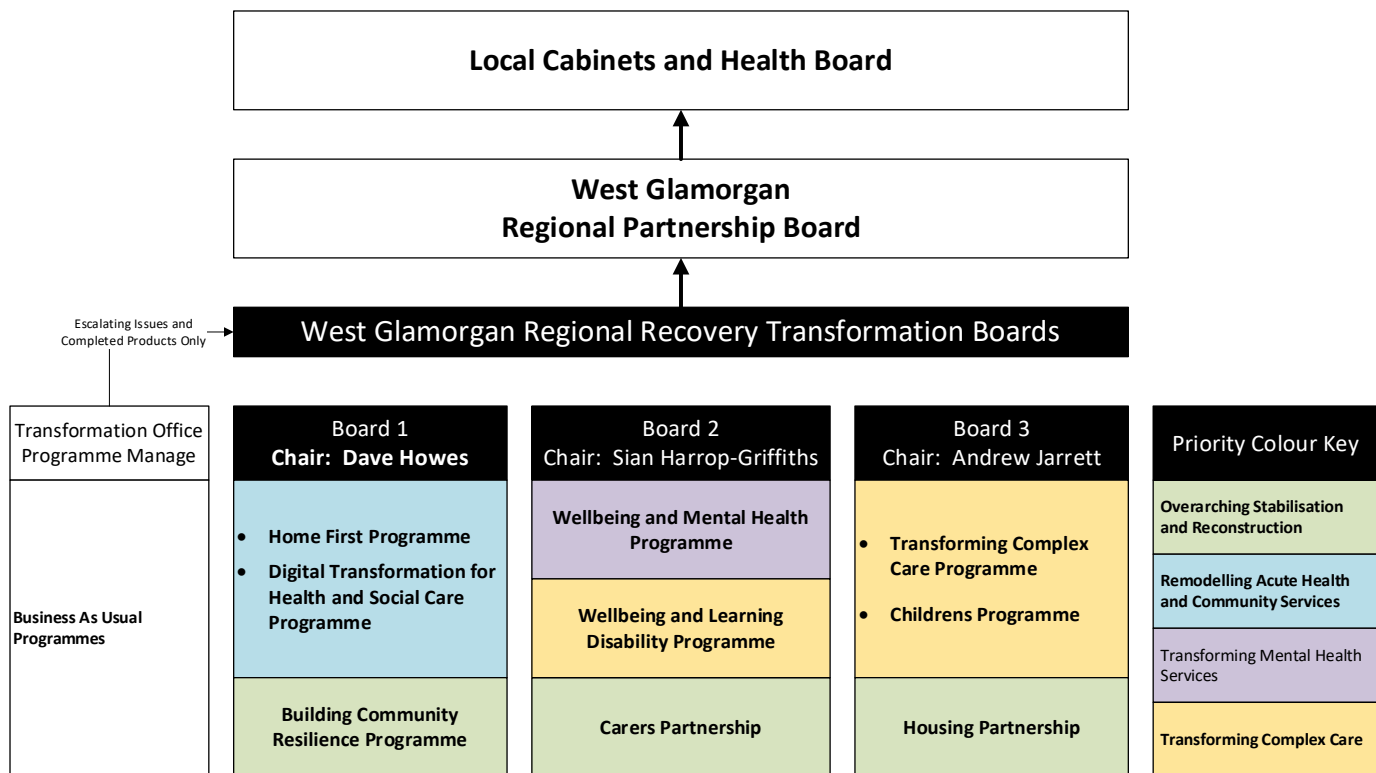 Local Cabinets and Health Board
West Glamorgan
Regional Partnership Board
Escalating Issues and
Completed Products Only
West Glamorgan Regional Recovery Transformation Boards
Transformation Office
Programme Manage
Business As Usual
Programmes
Board 1
Chair: Dave Howes
• Home First Programme
• Digital Transformation for
Health and Social Care
Programme
Building Community
Resilience Programme
Board 2
Chair: Sian Harrop-Griffiths
Wellbeing and Mental Health
Programme
Wellbeing and Learning
Disability Programme
Carers Partnership
Board 3
Chair: Andrew Jarrett
• Transforming Complex
Care Programme
• Childrens Programme
Housing Partnership
Priority Colour Key
Overarching Stabilisation
and Reconstruction
Remodelling Acute Health
and Community Services
Transforming Mental Health
Services
Transforming Complex Care